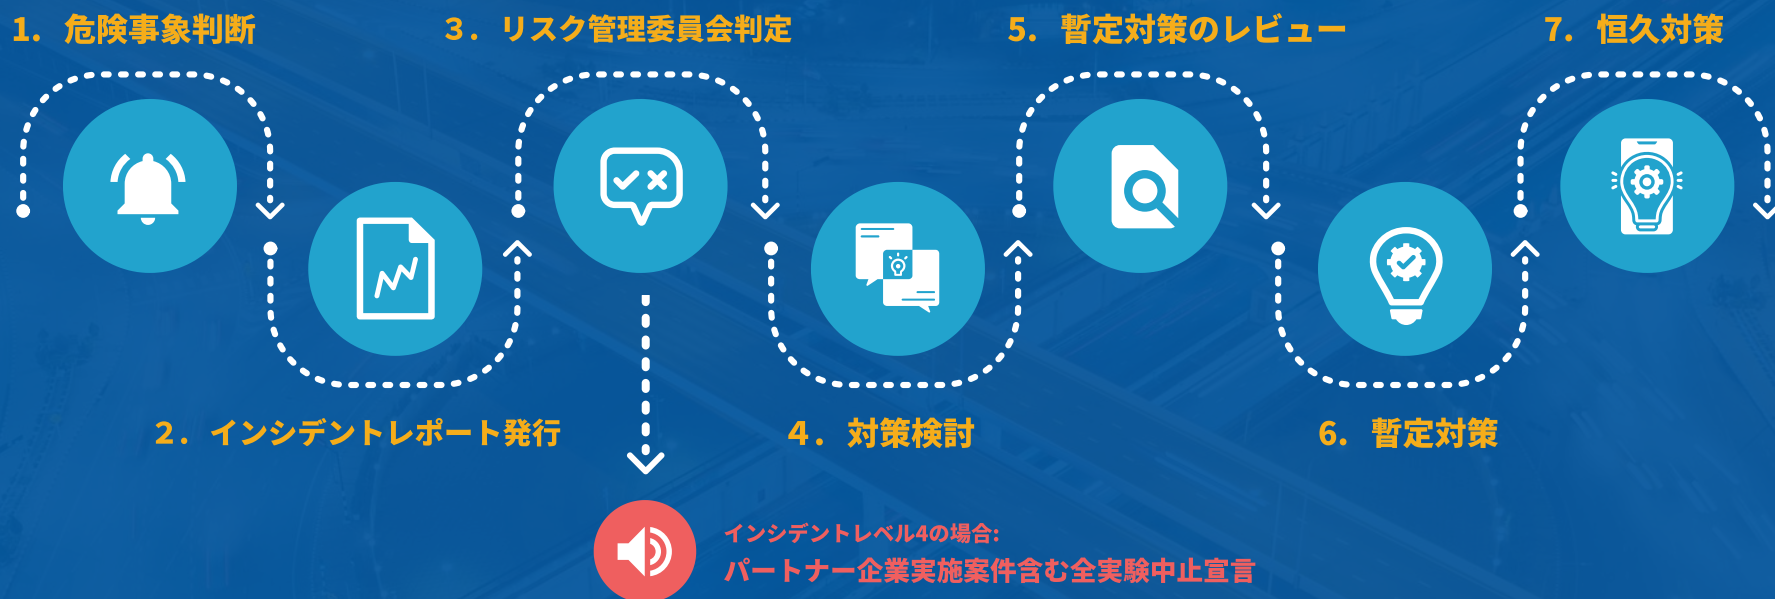 1. 危険事象判断
2. インシデントレポート発行
3. リスク管理委員会判定
4. 対策検討
5. 暫定対策のレビュー
6. 暫定対策
7. 恒久対策
インシデントレベル4の場合:
パートナー企業実施案件含む全実験中止宣言